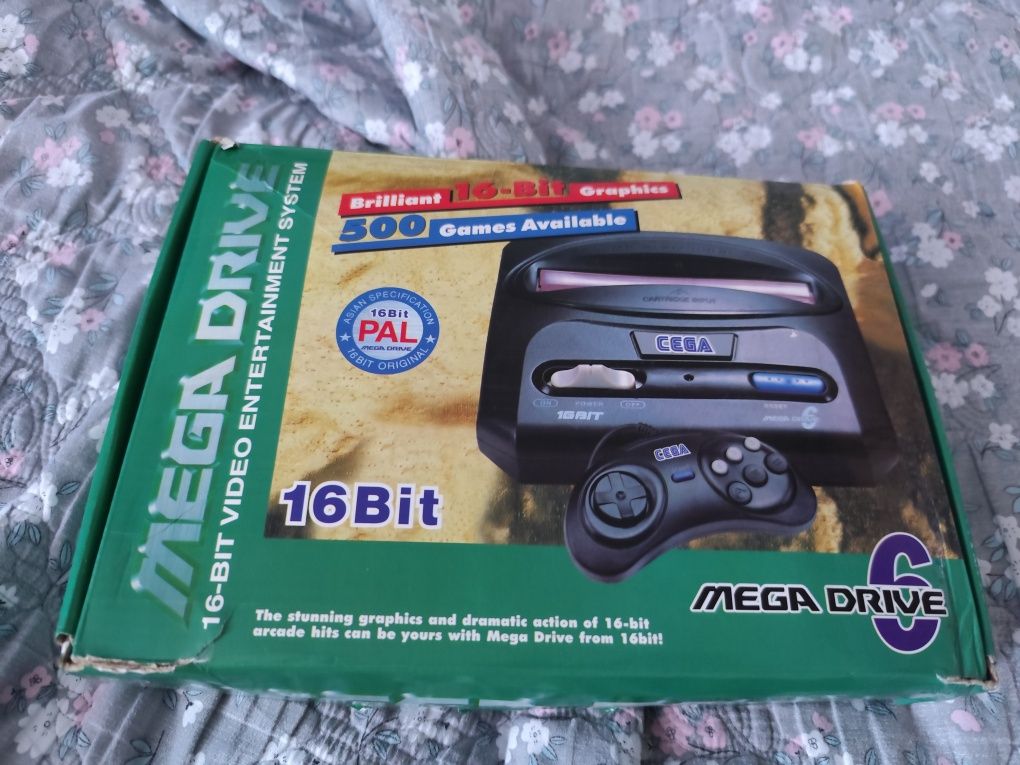 MEGA DRIVE
16-BIT VIDEO ENTERTAINMENT SYSTEM
Brilliant 16-Bit Graphics
500 Games Available
ASIAN SPECIFICATION
16Bit
PAL
MEGA DRIVE
16BIT ORIGINAL
CEGA
ON POWER OFF
RESET
16BIT
MEGA DRIVE 6
CEGA
16Bit
MEGA DRIVE 6
The stunning graphics and dramatic action of 16-bit
arcade hits can be yours with Mega Drive from 16bit!